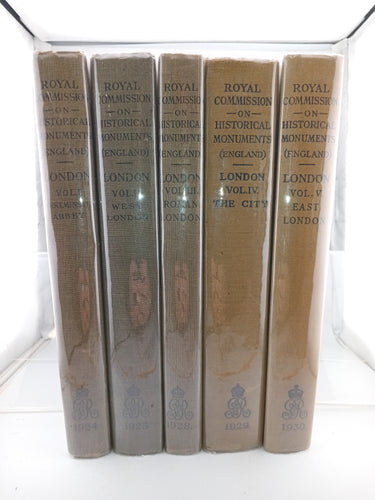 ROYAL
COMMISSION
ON
HISTORICAL
MONUMENTS
(ENGLAND)
LONDON
VOL. I.
WESTMINSTER
ABBEY
1924
ROYAL
COMMISSION
ON
HISTORICAL
MONUMENTS
(ENGLAND)
LONDON
VOL. II
WEST
LONDON
1925
ROYAL
COMMISSION
ON
HISTORICAL
MONUMENTS
(ENGLAND)
LONDON
VOL. III.
ROMAN
LONDON
1928.
ROYAL
COMMISSION
ON
HISTORICAL
MONUMENTS
(ENGLAND)
LONDON
VOL. IV.
THE CITY
1929.
ROYAL
COMMISSION
ON
HISTORICAL
MONUMENTS
(ENGLAND)
LONDON
VOL. V
EAST
LONDON
1930.